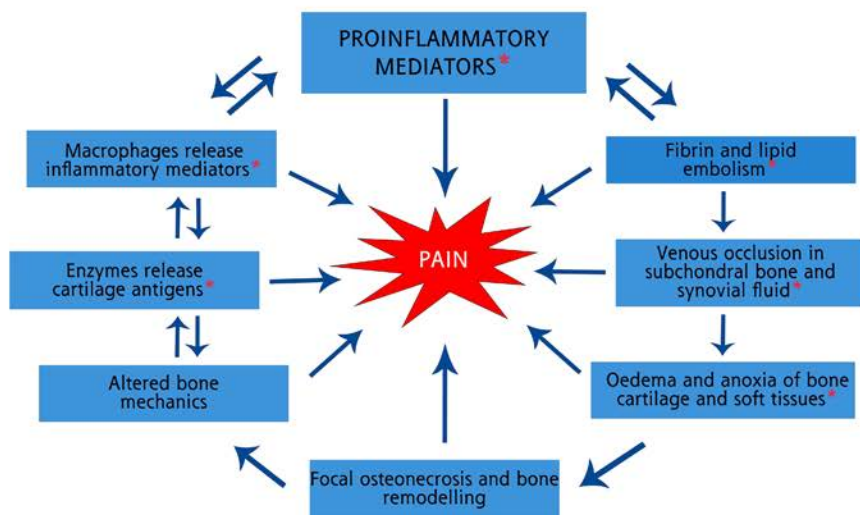 PROINFLAMMATORY
MEDIATORS*
Macrophages release
inflammatory mediators*
Fibrin and lipid
embolism*
PAIN
Enzymes release
cartilage antigens*
Venous occlusion in
subchondral bone and
synovial fluid*
Altered bone
mechanics
Oedema and anoxia of bone
cartilage and soft tissues*
Focal osteonecrosis and bone
remodelling